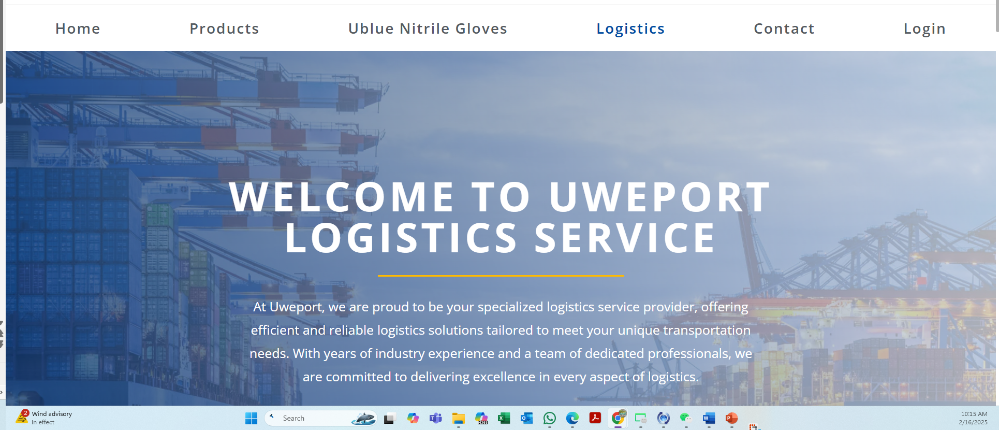 Home Products Ublue Nitrile Gloves Logistics Contact Login
WELCOME TO UWEPORT
LOGISTICS SERVICE
At Uweport, we are proud to be your specialized logistics service provider, offering
efficient and reliable logistics solutions tailored to meet your unique transportation
needs. With years of industry experience and a team of dedicated professionals, we
are committed to delivering excellence in every aspect of logistics.
2
Wind advisory
In effect
Search
M365
10:15 AM
2/16/2025